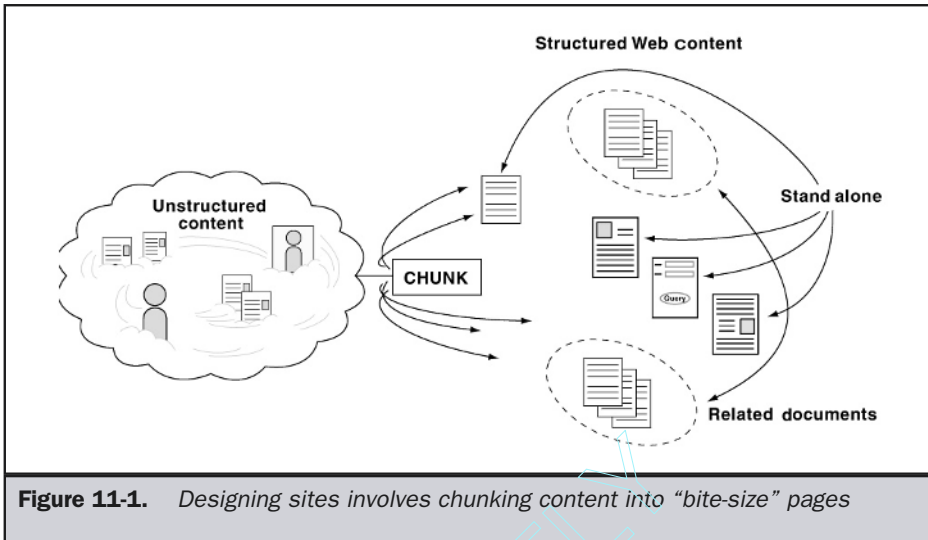 Structured Web content
Unstructured
content
Stand alone
CHUNK
Query
Related documents
Figure 11-1. Designing sites involves chunking content into “bite-size” pages